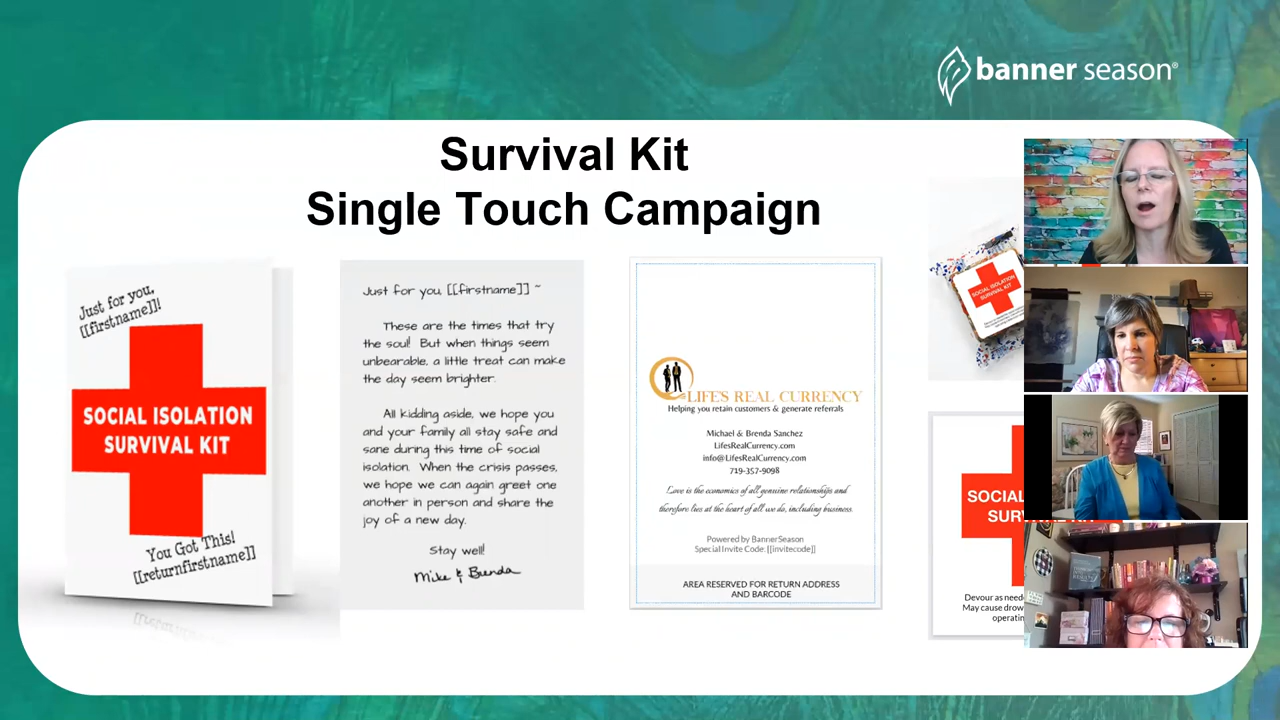 banner season®
Survival Kit
Single Touch Campaign
Just for you,
[[firstname]]!
SOCIAL ISOLATION
SURVIVAL KIT
You Got This!
[[returnfirstname]]
Just for you, [[firstname]] ~
These are the times that try
the soul! But when things seem
unbearable, a little treat can make
the day seem brighter.
All kidding aside, we hope you
and your family all stay safe and
sane during this time of social
isolation. When the crisis passes,
we hope we can again greet one
another in person and share the
joy of a new day.
Stay well!
Mike & Brenda
LIFE'S REAL CURRENCY
Helping you retain customers & generate referrals
Michael & Brenda Sanchez
LifesRealCurrency.com
info@LifesRealCurrency.com
719-357-9098
Love is the economics of all genuine relationships and
therefore lies at the heart of all we do, including business.
Powered by BannerSeason
Special Invite Code: [[invitecode]]
AREA RESERVED FOR RETURN ADDRESS
AND BARCODE
SOCIAL ISOLATION
SURVIVAL KIT
SOCIAL
SUR
Devour as need
May cause drow
operatin